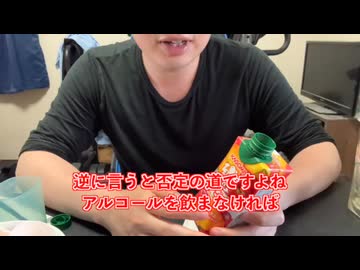 逆に言うと否定の道ですよね
アルコールを飲まなければ